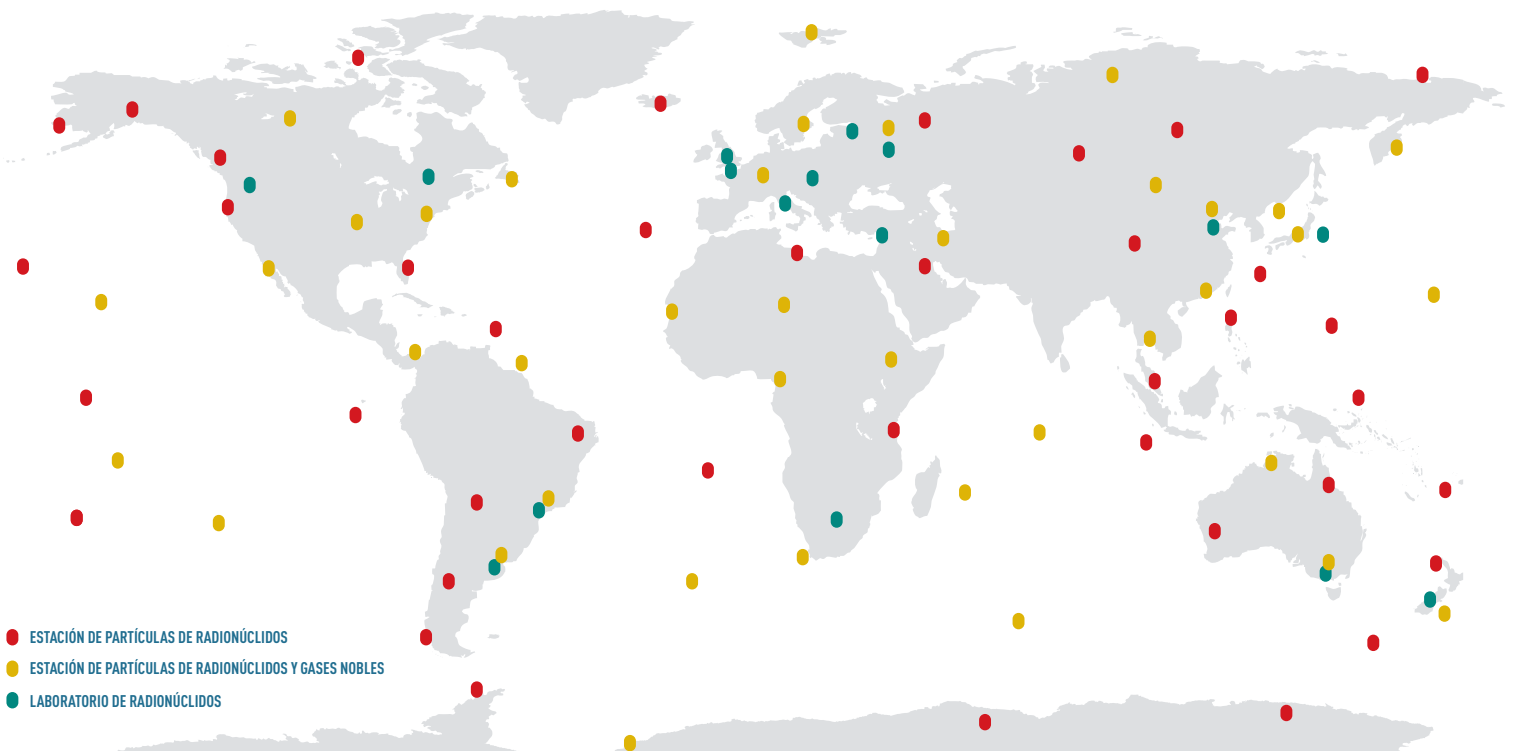 ESTACIÓN DE PARTÍCULAS DE RADIONÚCLIDOS
ESTACIÓN DE PARTÍCULAS DE RADIONÚCLIDOS Y GASES NOBLES
LABORATORIO DE RADIONÚCLIDOS